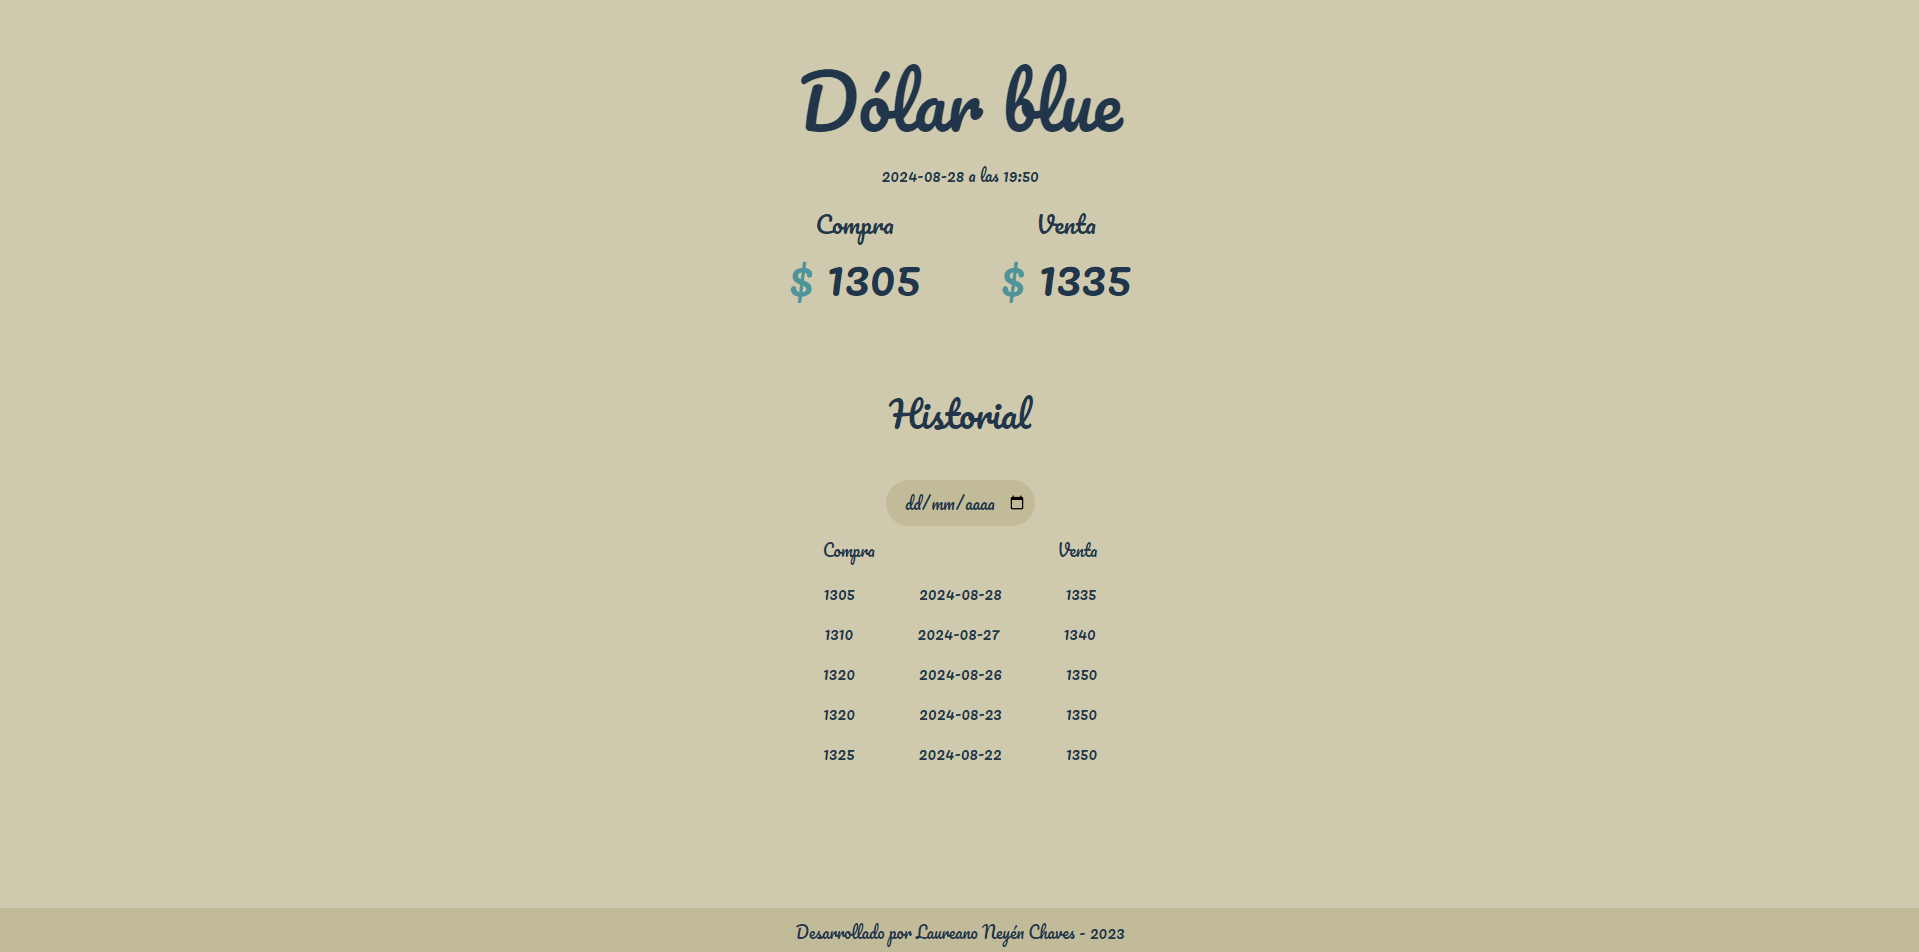 Dólar blue
2024-08-28 a las 19:50
Compra Venta
$ 1305 $ 1335
Historial
dd/mm/aaaa
Compra Venta
1305 2024-08-28 1335
1310 2024-08-27 1340
1320 2024-08-26 1350
1320 2024-08-23 1350
1325 2024-08-22 1350
Desarrollado por Laureano Neyén Chaves - 2023